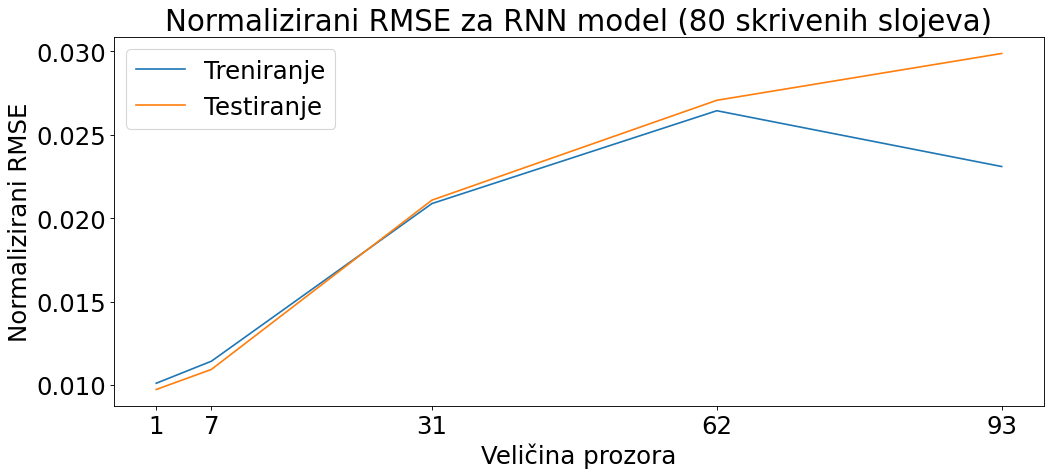 Normalizirani RMSE za RNN model (80 skrivenih slojeva)
Treniranje
Testiranje
Normalizirani RMSE
0.030
0.025
0.020
0.015
0.010
1 7 31 62 93
Veličina prozora